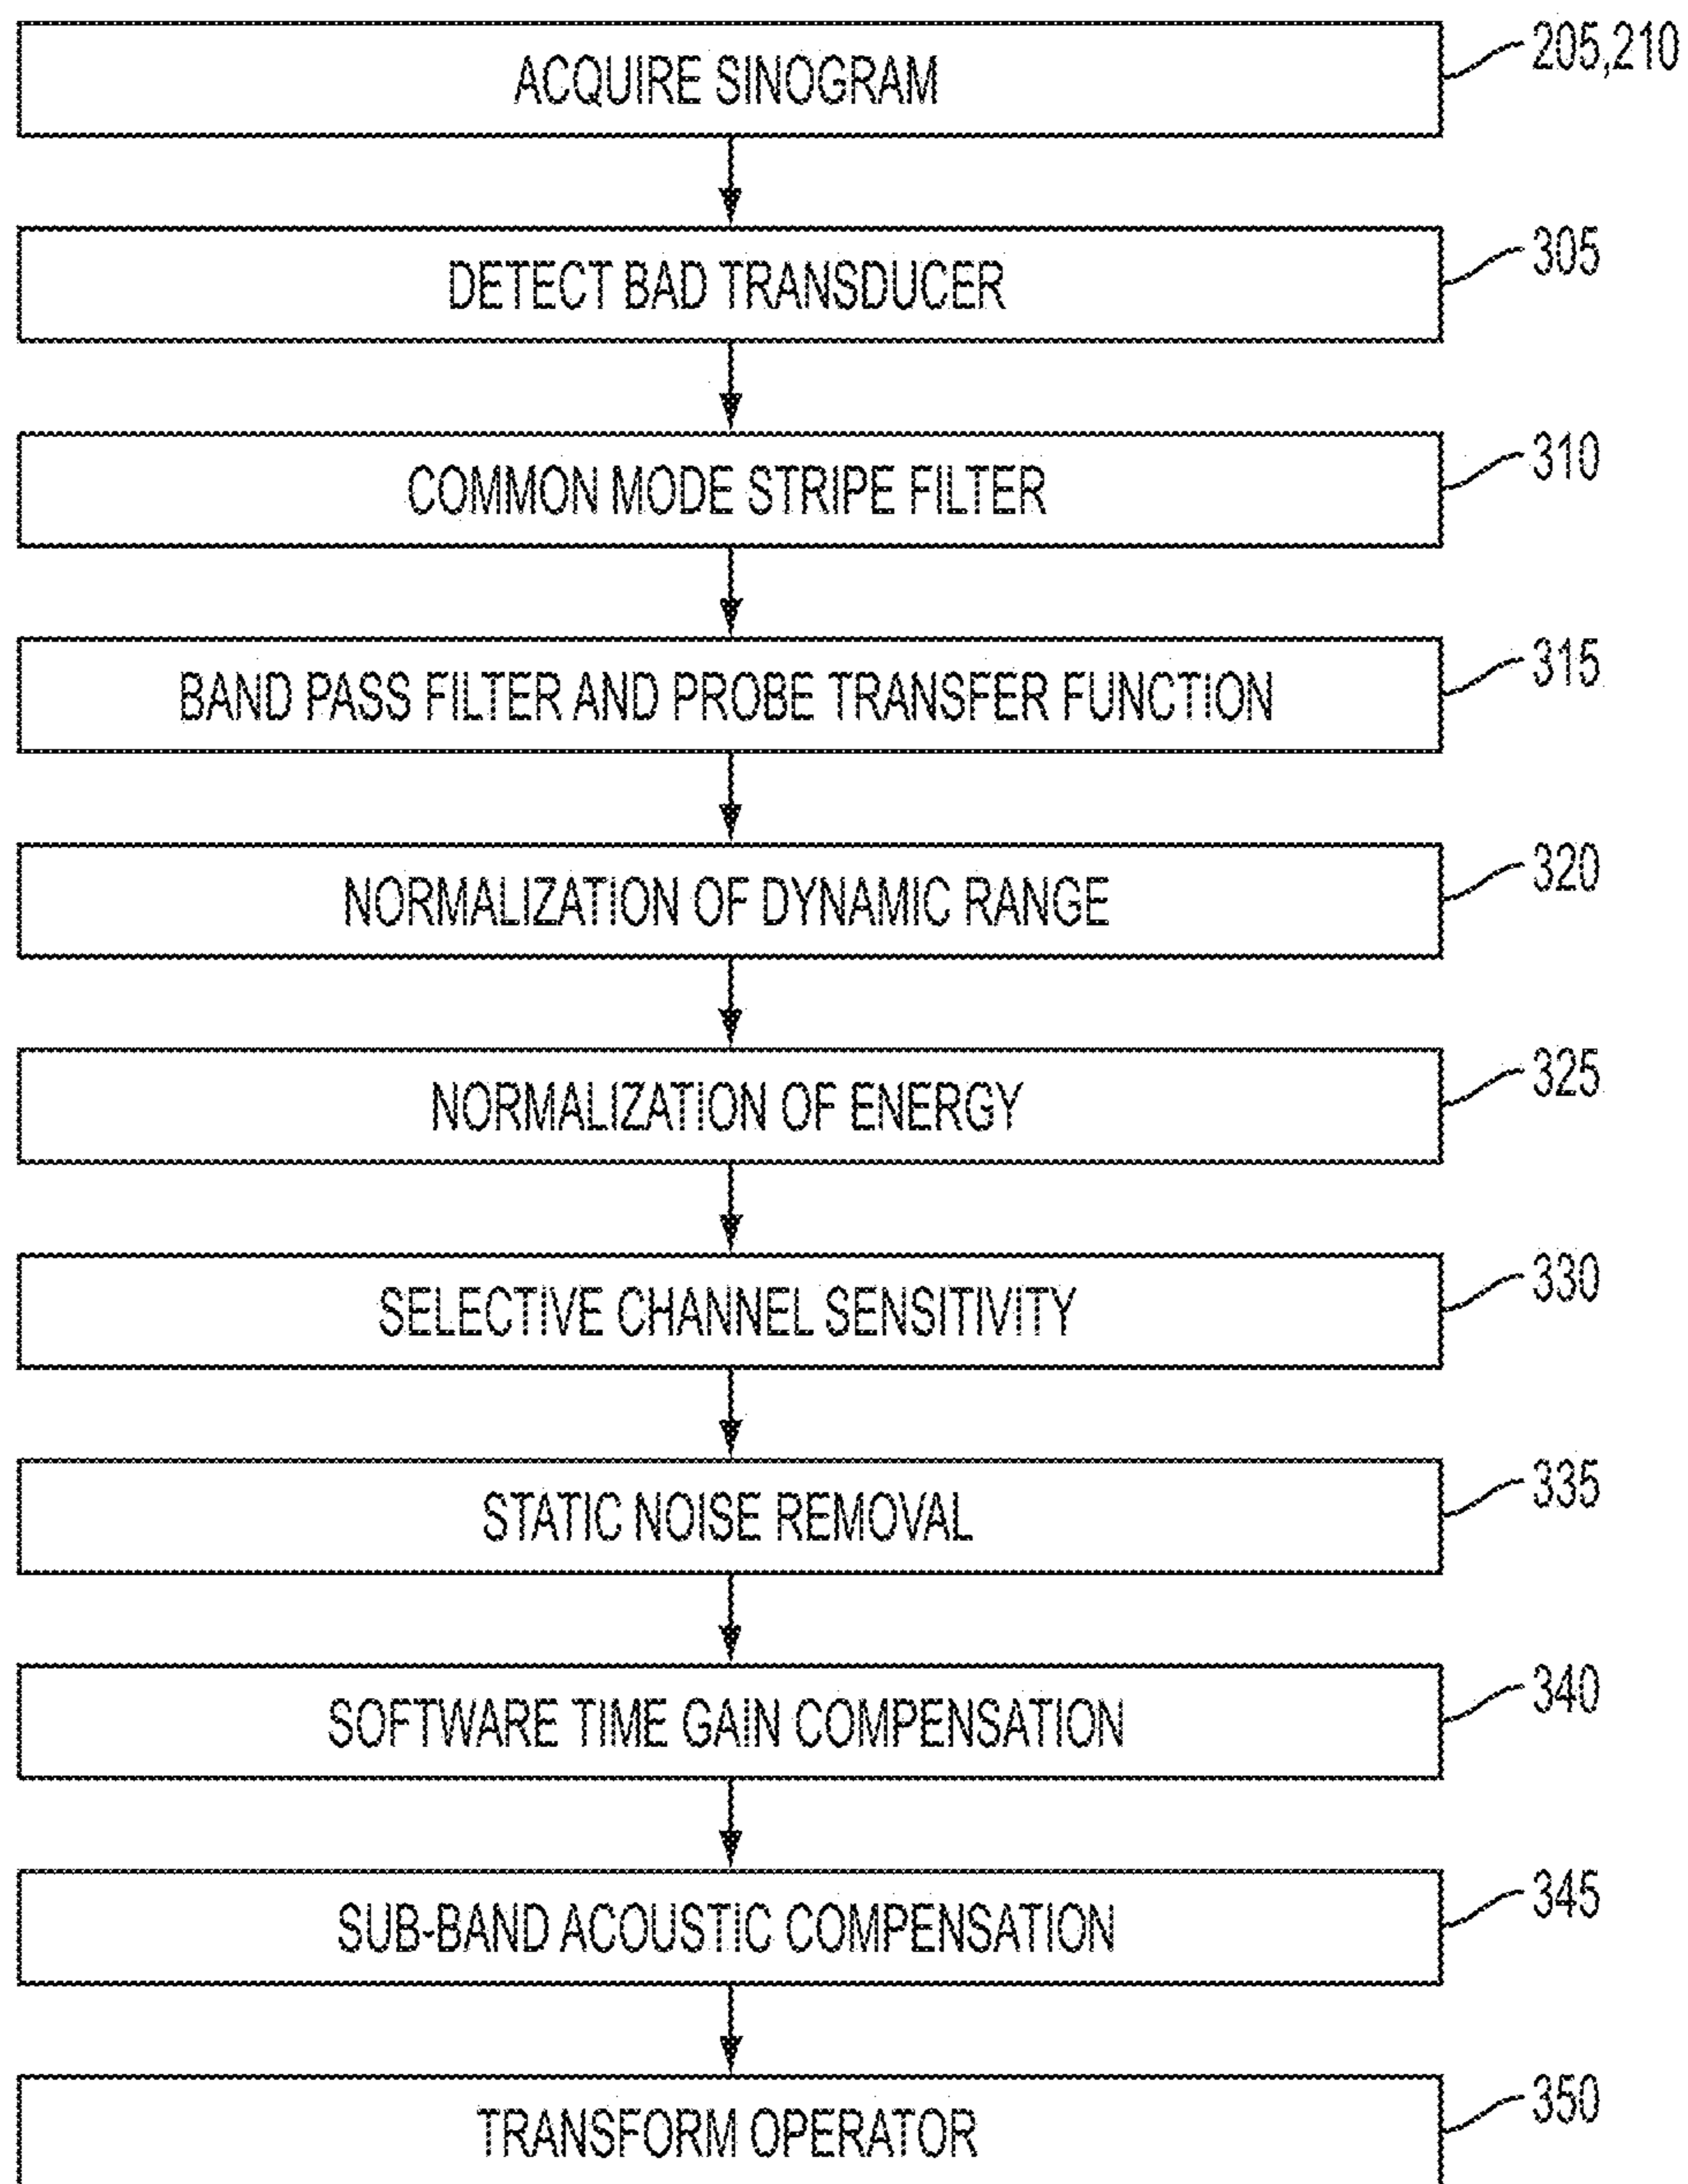 ACQUIRE SINOGRAM 205,210
DETECT BAD TRANSDUCER 305
COMMON MODE STRIPE FILTER 310
BAND PASS FILTER AND PROBE TRANSFER FUNCTION 315
NORMALIZATION OF DYNAMIC RANGE 320
NORMALIZATION OF ENERGY 325
SELECTIVE CHANNEL SENSITIVITY 330
STATIC NOISE REMOVAL 335
SOFTWARE TIME GAIN COMPENSATION 340
SUB-BAND ACOUSTIC COMPENSATION 345
TRANSFORM OPERATOR 350